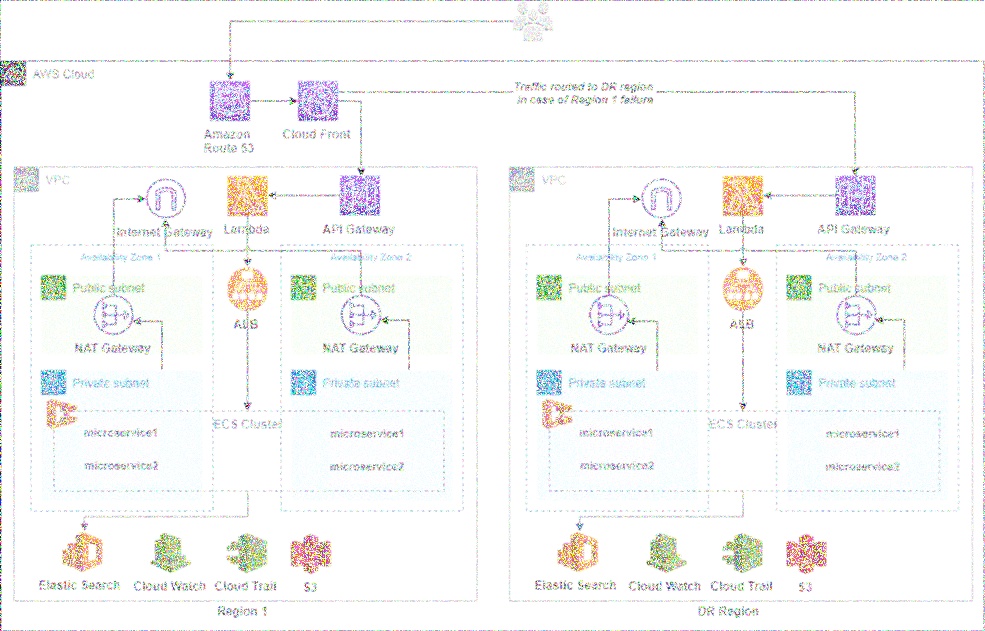 AWS Cloud
Traffic routed to DR region
in case of Region 1 failure
Amazon
Route 53
Cloud Front
VPC
Internet Gateway
Lambda
API Gateway
Availability Zone 1
Availability Zone 2
Public subnet
Public subnet
ALB
NAT Gateway
NAT Gateway
Private subnet
Private subnet
ECS Cluster
microservice1
microservice1
microservice2
microservice2
Elastic Search
Cloud Watch
Cloud Trail
S3
Region 1
VPC
Internet Gateway
Lambda
API Gateway
Availability Zone 1
Availability Zone 2
Public subnet
Public subnet
ALB
NAT Gateway
NAT Gateway
Private subnet
Private subnet
ECS Cluster
microservice1
microservice1
microservice2
microservice2
Elastic Search
Cloud Watch
Cloud Trail
S3
DR Region